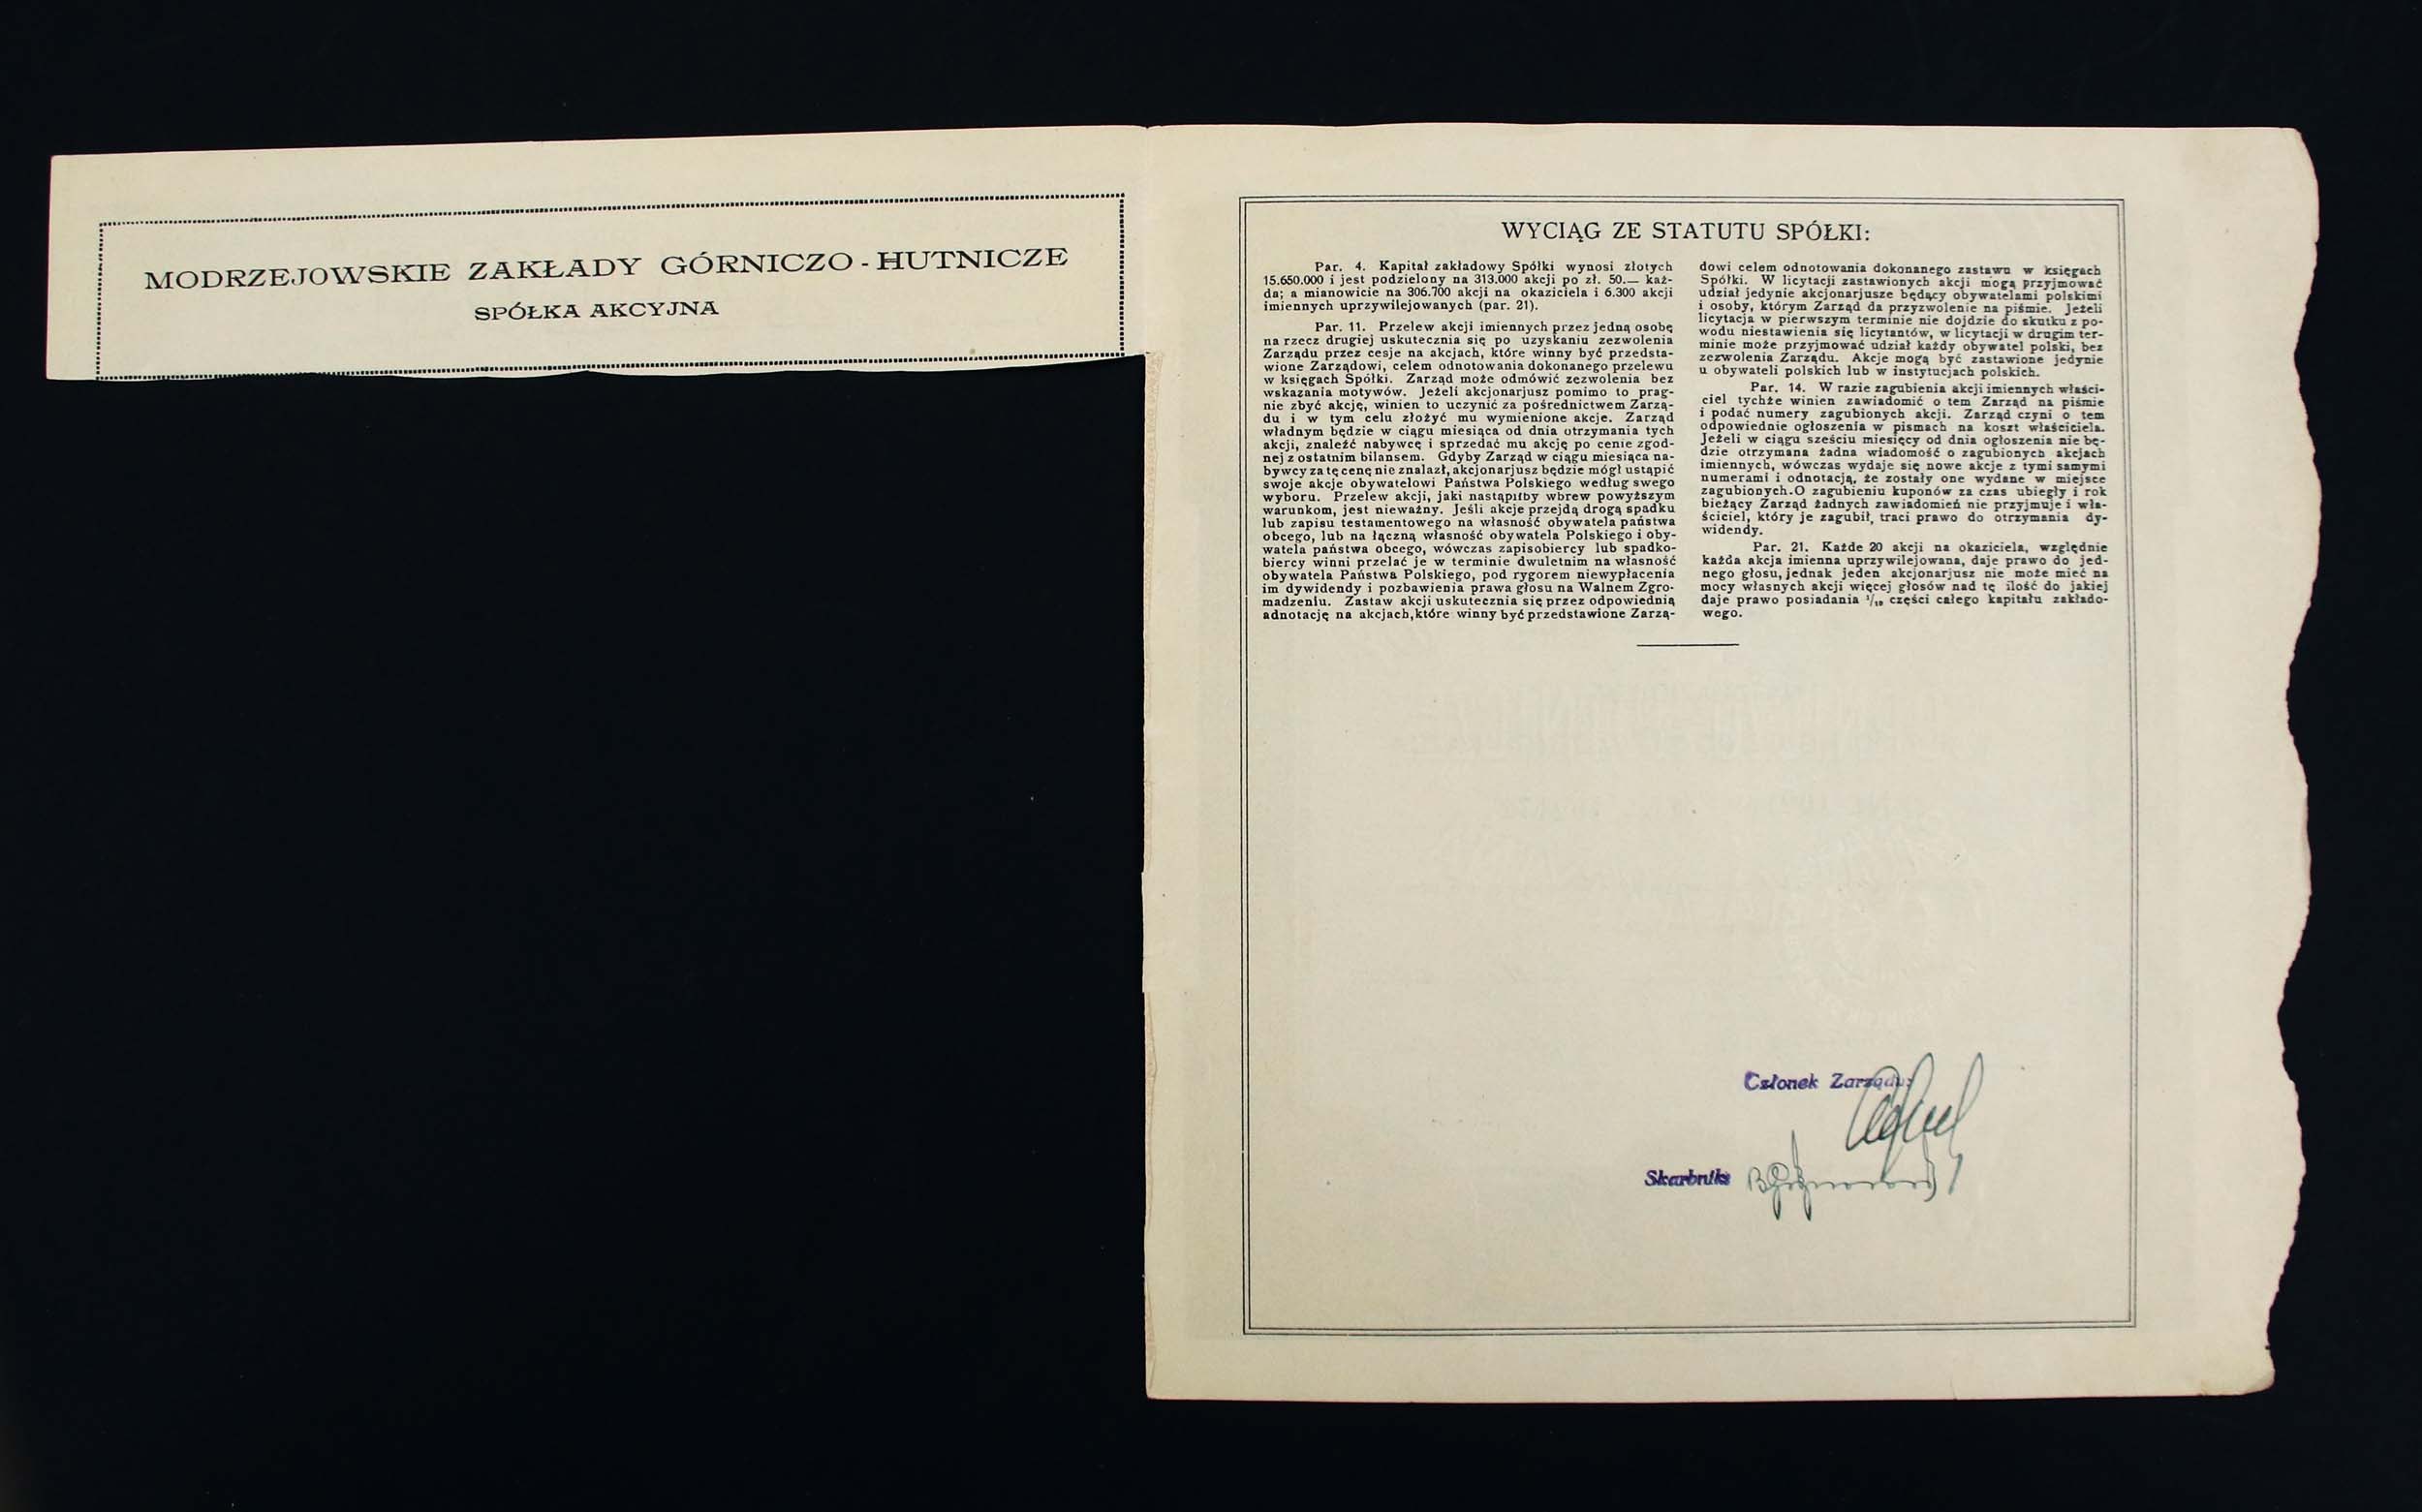 MODRZEJOWSKIE ZAKŁADY GÓRNICZO-HUTNICZE
SPÓŁKA AKCYJNA
WYCIĄG ZE STATUTU SPÓŁKI:
Par. 4. Kapitał zakładowy Spółki wynosi złotych
15.650.000 i jest podzielony na 313.000 akcji po zł. 50.— każ-
da; a mianowicie na 306.700 akcji na okaziciela i 6.300 akcji
imiennych uprzywilejowanych (par. 21).
Par. 11. Przelew akcji imiennych przez jedną osobę
na rzecz drugiej uskutecznia się po uzyskaniu zezwolenia
Zarządu przez cesje na akcjach, które winny być przedsta-
wione Zarządowi, celem odnotowania dokonanego przelewu
w księgach Spółki. Zarząd może odmówić zezwolenia bez
wskazania motywów. Jeżeli akcjonarjusz pomimo to prag-
nie zbyć akcję, winien to uczynić za pośrednictwem Zarzą-
du i w tym celu złożyć mu wymienione akcje. Zarząd
władnym będzie w ciągu miesiąca od dnia otrzymania tych
akcji, znaleźć nabywcę i sprzedać mu akcję po cenie zgod-
nej z ostatnim bilansem. Gdyby Zarząd w ciągu miesiąca na-
bywcy za tę cenę nie znalazł, akcjonarjusz będzie mógł ustąpić
swoje akcje obywatelowi Państwa Polskiego według swego
wyboru. Przelew akcji, jaki nastąpiłby wbrew powyższym
warunkom, jest nieważny. Jeśli akcje przejdą drogą spadku
lub zapisu testamentowego na własność obywatela państwa
obcego, lub na łączną własność obywatela Polskiego i oby-
watela państwa obcego, wówczas zapisobiercy lub spadko-
biercy winni przelać je w terminie dwuletnim na własność
obywatela Państwa Polskiego, pod rygorem niewypłacenia
im dywidendy i pozbawienia prawa głosu na Walnem Zgro-
madzeniu. Zastaw akcji uskutecznia się przez odpowiednią
adnotację na akcjach, które winny być przedstawione Zarzą-
dowi celem odnotowania dokonanego zastawu w księgach
Spółki. W licytacji zastawionych akcji mogą przyjmować
udział jedynie akcjonarjusze będący obywatelami polskimi
i osoby, którym Zarząd da przyzwolenie na piśmie. Jeżeli
licytacja w pierwszym terminie nie dojdzie do skutku z po-
wodu niestawienia się licytantów, w licytacji w drugim ter-
minie może przyjmować udział każdy obywatel polski, bez
zezwolenia Zarządu. Akcje mogą być zastawione jedynie
u obywateli polskich lub w instytucjach polskich.
Par. 14. W razie zagubienia akcji imiennych właści-
ciel tychże winien zawiadomić o tem Zarząd na piśmie
i podać numery zagubionych akcji. Zarząd czyni o tem
odpowiednie ogłoszenia w pismach na koszt właściciela.
Jeżeli w ciągu sześciu miesięcy od dnia ogłoszenia nie bę-
dzie otrzymana żadna wiadomość o zagubionych akcjach
imiennych, wówczas wydaje się nowe akcje z tymi samymi
numerami i odnotacją, że zostały one wydane w miejsce
zagubionych. O zagubieniu kuponów za czas ubiegły i rok
bieżący Zarząd żadnych zawiadomień nie przyjmuje i wła-
ściciel, który je zagubił, traci prawo do otrzymania dy-
widendy.
Par. 21. Każde 20 akcji na okaziciela, względnie
każda akcja imienna uprzywilejowana, daje prawo do jed-
nego głosu, jednak jeden akcjonarjusz nie może mieć na
mocy własnych akcji więcej głosów nad tę ilość do jakiej
daje prawo posiadania 1/10 części całego kapitału zakłado-
wego.
Członek Zarządu:
Skarbnik